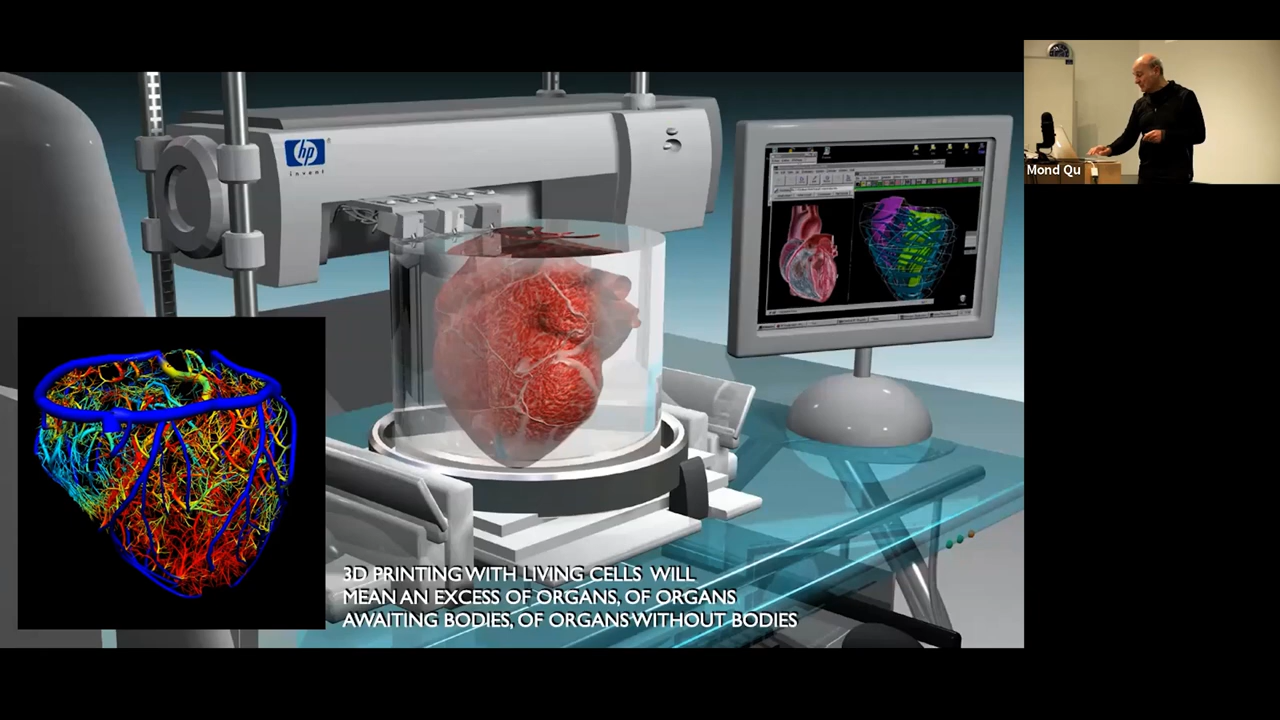 hp
invent
Mond Qu
3D PRINTING WITH LIVING CELLS WILL
MEAN AN EXCESS OF ORGANS, OF ORGANS
AWAITING BODIES, OF ORGANS WITHOUT BODIES